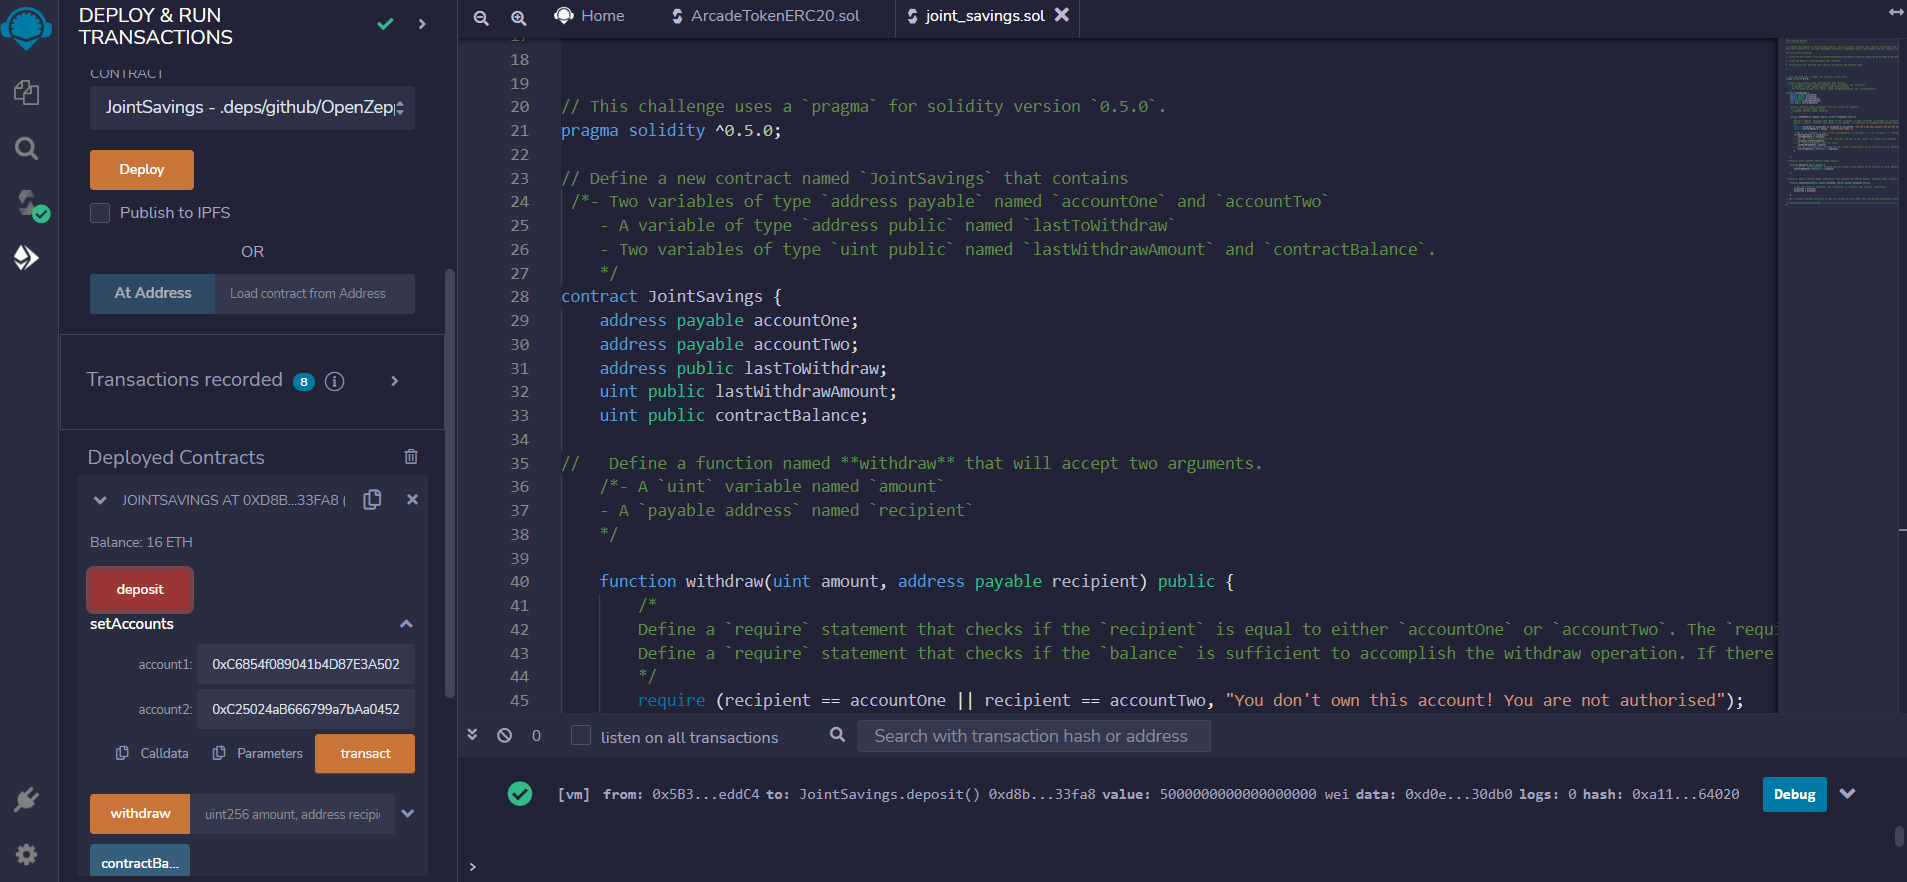 DEPLOY & RUN
TRANSACTIONS
CONTRACT
JointSavings - .deps/github/OpenZepp
Deploy
Publish to IPFS
OR
At Address
Load contract from Address
Transactions recorded 8
Deployed Contracts
JOINTSAVINGS AT 0XD8B...33FA8 (
Balance: 16 ETH
deposit
setAccounts
account1: 0xC6854f089041b4D87E3A502
account2: 0xC25024aB666799a7bAa0452
Calldata Parameters transact
withdraw uint256 amount, address recipi
contractBa...
Home ArcadeTokenERC20.sol joint_savings.sol
17
18
19
20 // This challenge uses a `pragma` for solidity version `0.5.0`.
21 pragma solidity ^0.5.0;
22
23 // Define a new contract named `JointSavings` that contains
24 /*- Two variables of type `address payable` named `accountOne` and `accountTwo`
25 - A variable of type `address public` named `lastToWithdraw`
26 - Two variables of type `uint public` named `lastWithdrawAmount` and `contractBalance`.
27 */
28 contract JointSavings {
29 address payable accountOne;
30 address payable accountTwo;
31 address public lastToWithdraw;
32 uint public lastWithdrawAmount;
33 uint public contractBalance;
34
35 // Define a function named **withdraw** that will accept two arguments.
36 /*- A `uint` variable named `amount`
37 - A `payable address` named `recipient`
38 */
39
40 function withdraw(uint amount, address payable recipient) public {
41 /*
42 Define a `require` statement that checks if the `recipient` is equal to either `accountOne` or `accountTwo`. The `requi
43 Define a `require` statement that checks if the `balance` is sufficient to accomplish the withdraw operation. If there
44 */
45 require (recipient == accountOne || recipient == accountTwo, "You don't own this account! You are not authorised");
0 listen on all transactions Search with transaction hash or address
[vm] from: 0x5B3...eddC4 to: JointSavings.deposit() 0xd8b...33fa8 value: 5000000000000000000 wei data: 0xd0e...30db0 logs: 0 hash: 0xa11...64020 Debug
>